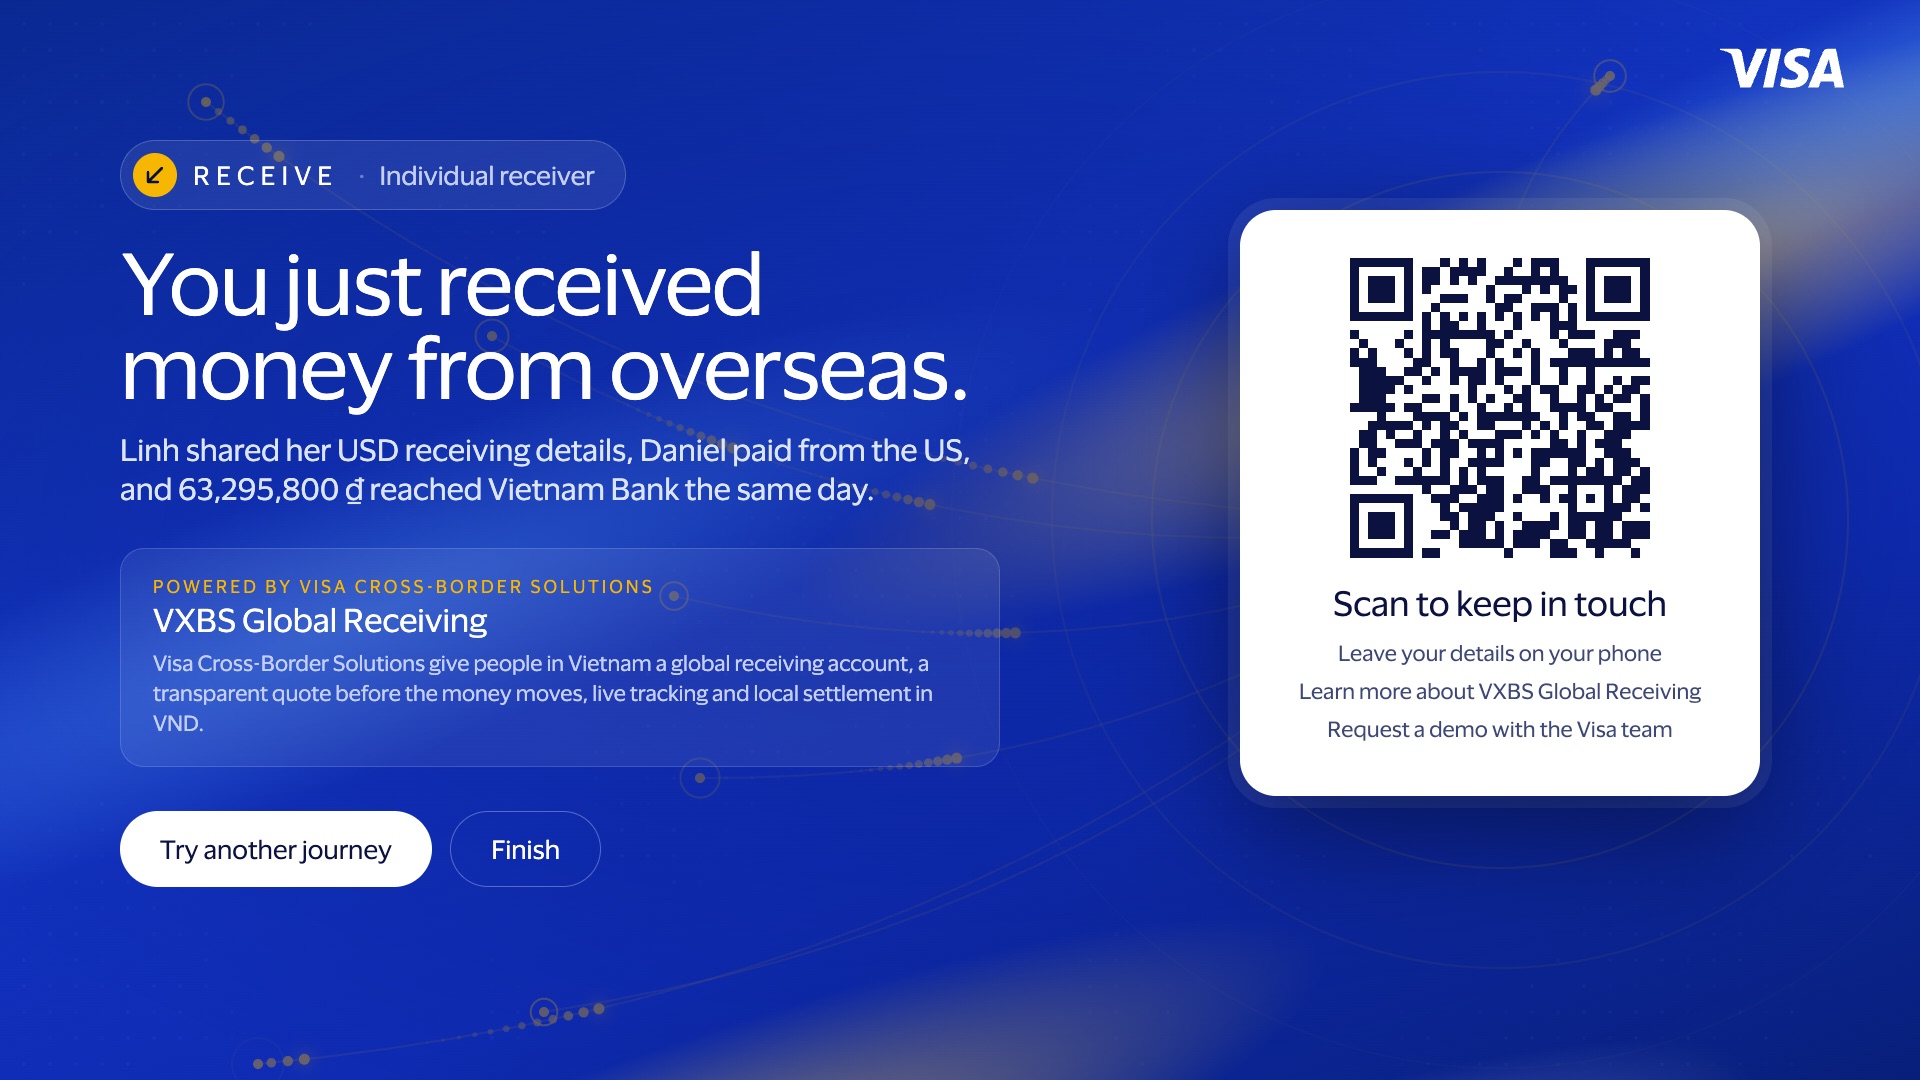 VISA
RECEIVE · Individual receiver
You just received
money from overseas.
Linh shared her USD receiving details, Daniel paid from the US,
and 63,295,800 ₫ reached Vietnam Bank the same day.
POWERED BY VISA CROSS-BORDER SOLUTIONS
VXBS Global Receiving
Visa Cross-Border Solutions give people in Vietnam a global receiving account, a
transparent quote before the money moves, live tracking and local settlement in
VND.
Try another journey
Finish
Scan to keep in touch
Leave your details on your phone
Learn more about VXBS Global Receiving
Request a demo with the Visa team